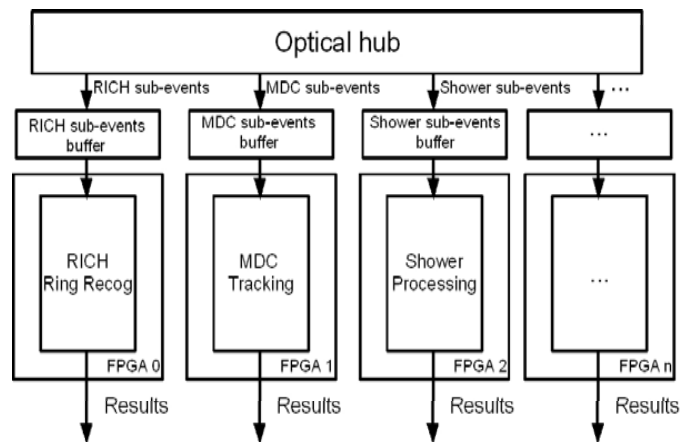 Optical hub
RICH sub-events
MDC sub-events
Shower sub-events
...
RICH sub-events
buffer
MDC sub-events
buffer
Shower sub-events
buffer
...
RICH
Ring Recog
MDC
Tracking
Shower
Processing
...
FPGA 0
FPGA 1
FPGA 2
FPGA n
Results
Results
Results
Results